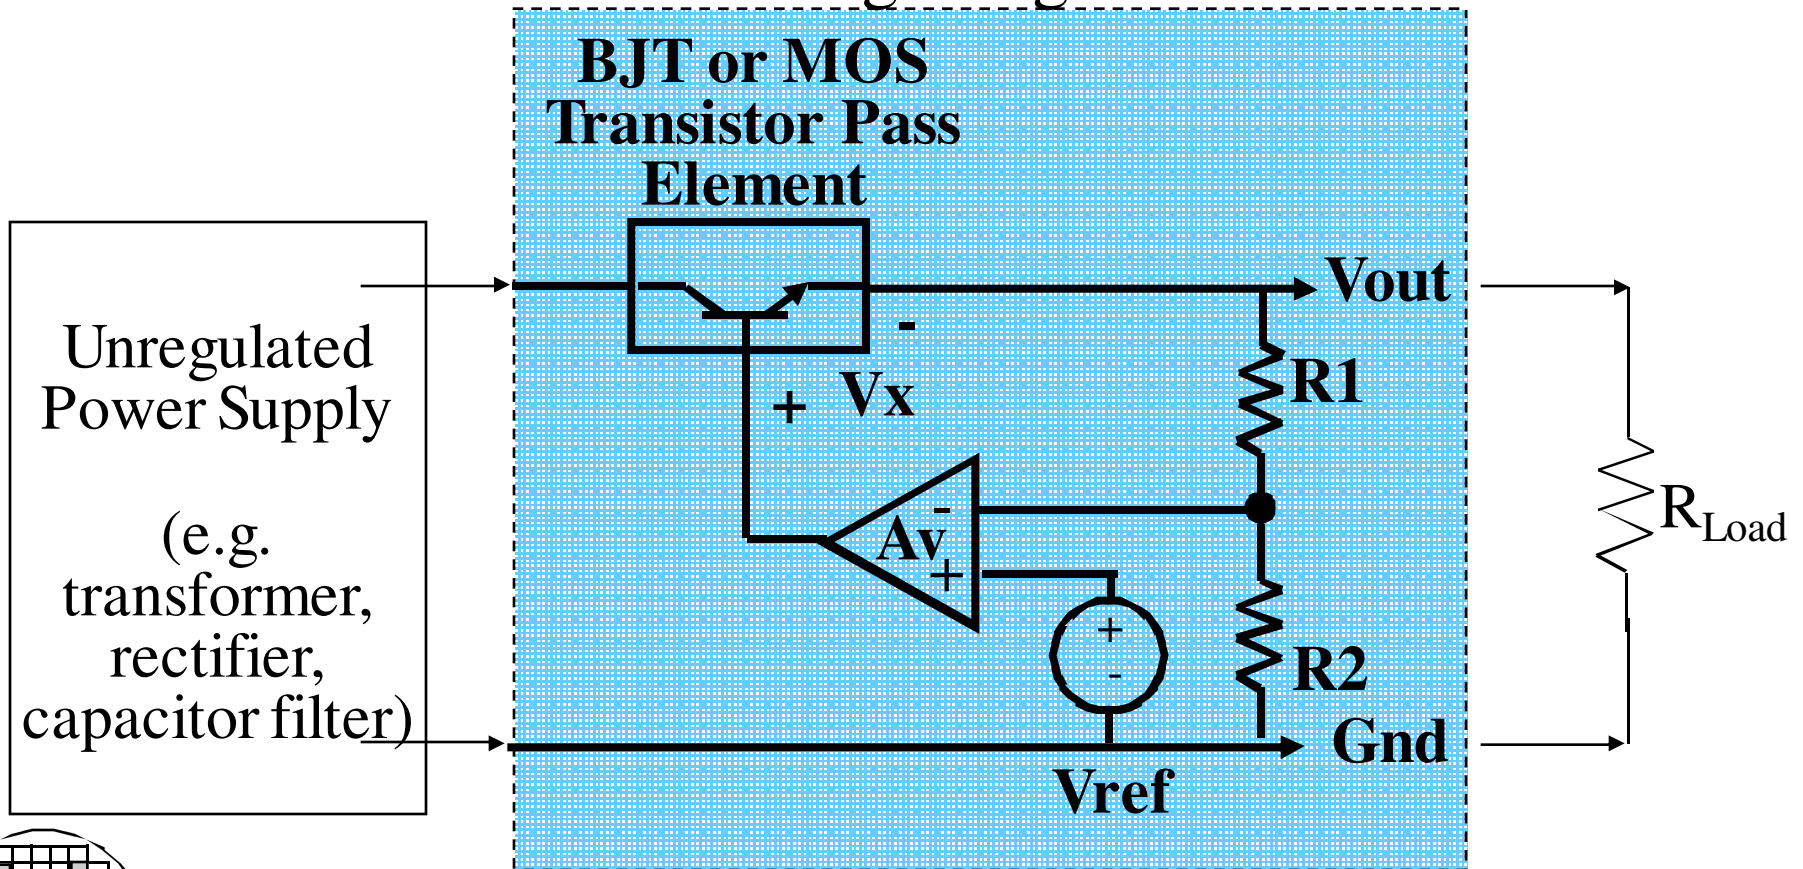 BJT or MOS
Transistor Pass
Element
Unregulated
Power Supply
(e.g.
transformer,
rectifier,
capacitor filter)
-
+ Vx
Vout
R1
-
Av
+
+
-
R2
Gnd
Vref
RLoad